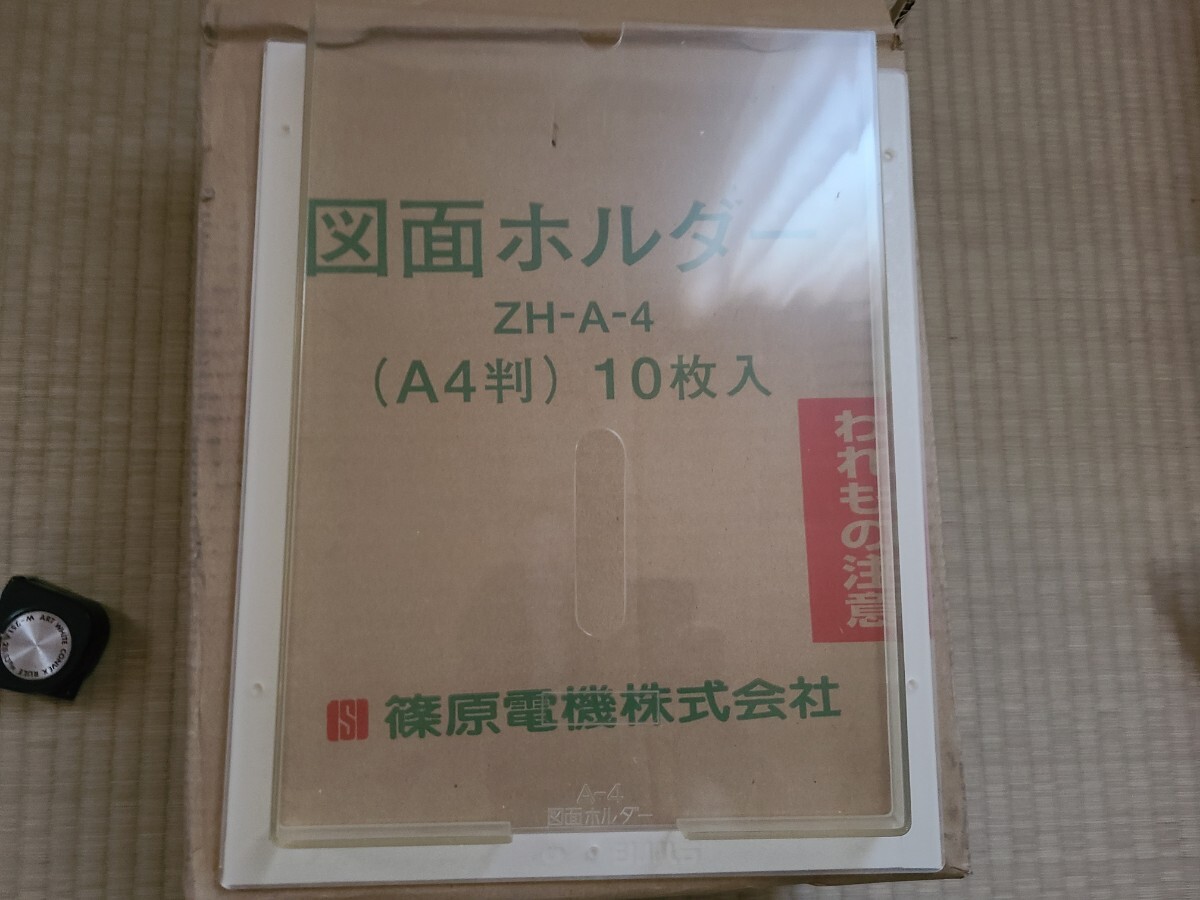 図面ホルダー
ZH-A-4
（A4判）10枚入
われもの注意
篠原電機株式会社
A-4
図面ホルダー